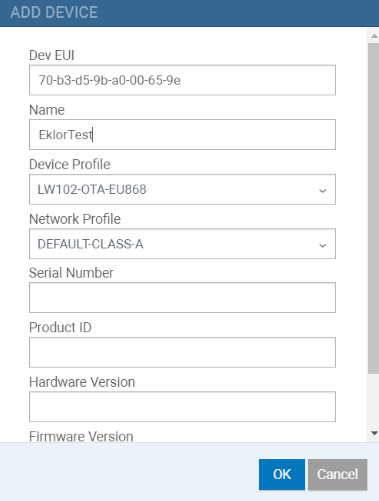 ADD DEVICE
Dev EUI
70-b3-d5-9b-a0-00-65-9e
Name
EklorTest
Device Profile
LW102-OTA-EU868
Network Profile
DEFAULT-CLASS-A
Serial Number
Product ID
Hardware Version
Firmware Version
OK Cancel